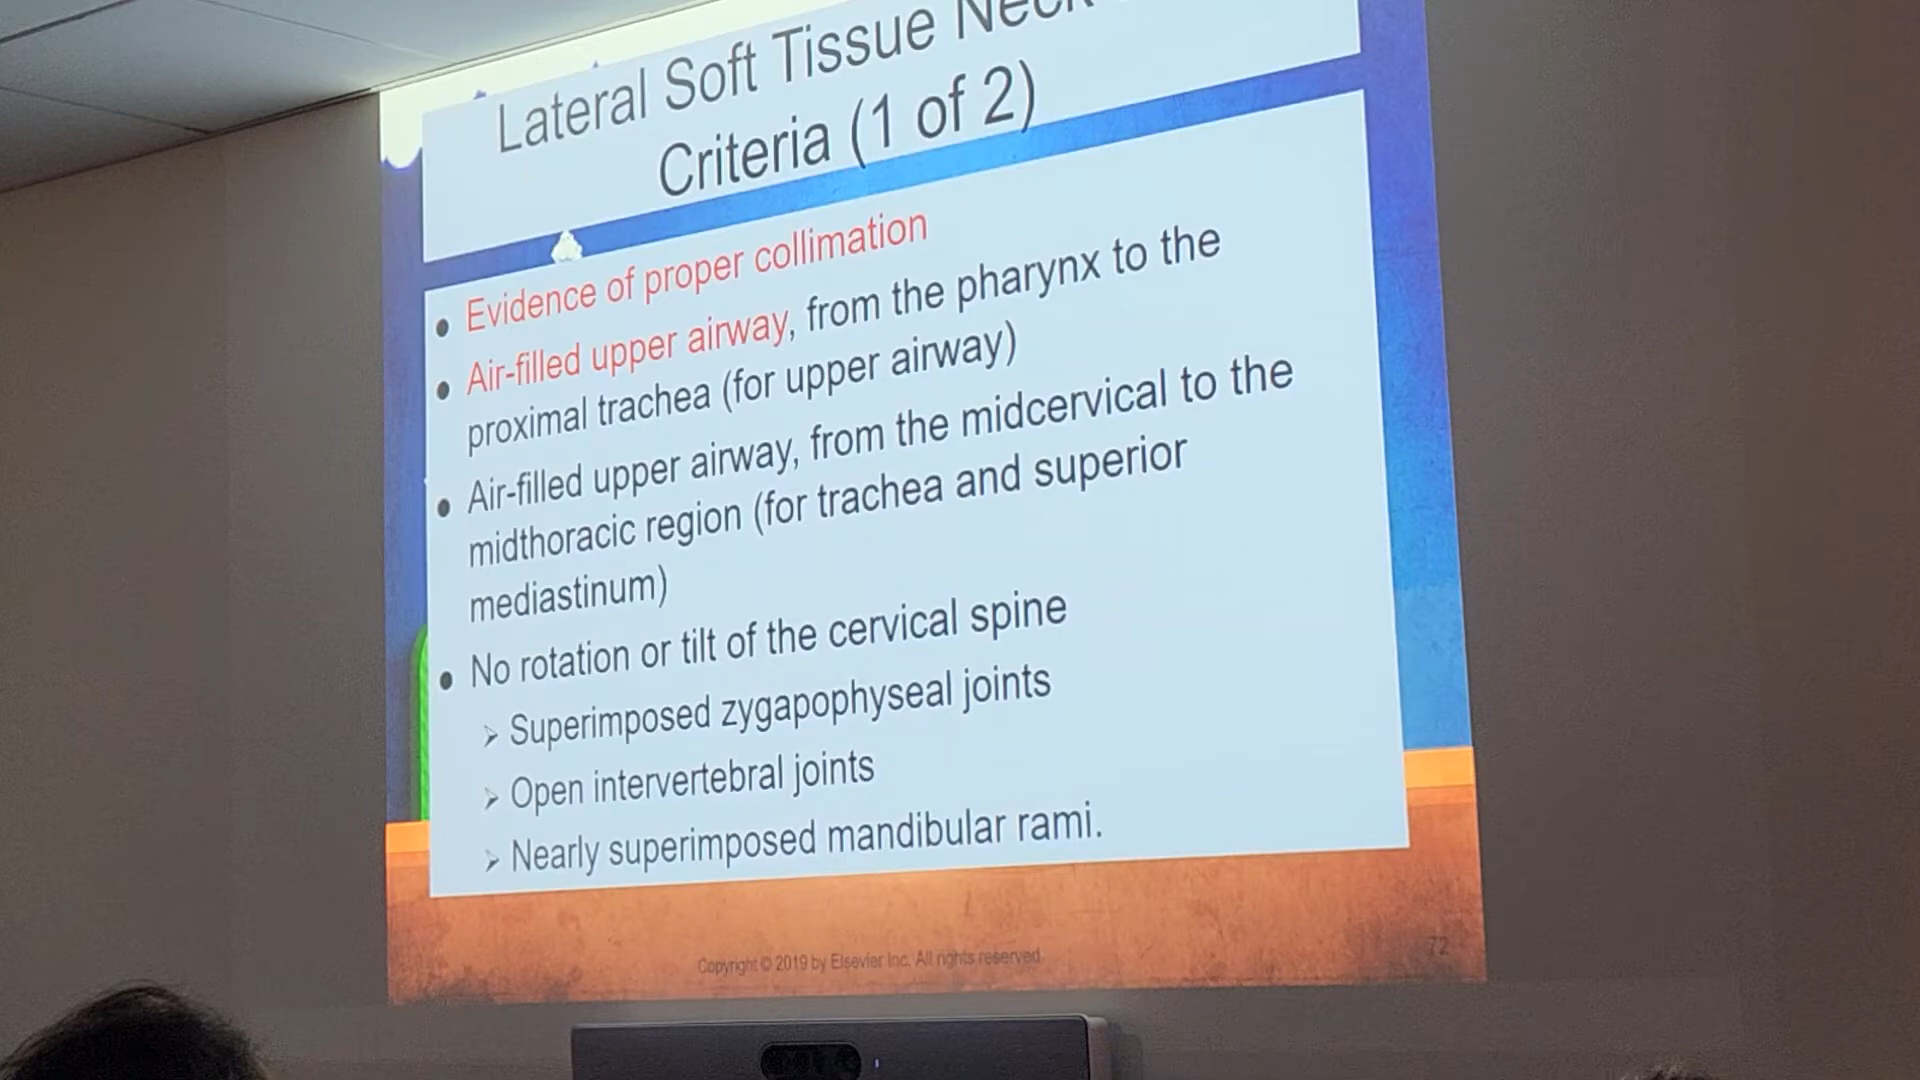 Lateral Soft Tissue Neck
Criteria (1 of 2)
• Evidence of proper collimation
• Air-filled upper airway, from the pharynx to the
proximal trachea (for upper airway)
• Air-filled upper airway, from the midcervical to the
midthoracic region (for trachea and superior
mediastinum)
• No rotation or tilt of the cervical spine
➢ Superimposed zygapophyseal joints
➢ Open intervertebral joints
➢ Nearly superimposed mandibular rami.
Copyright © 2019 by Elsevier Inc. All rights reserved.
72